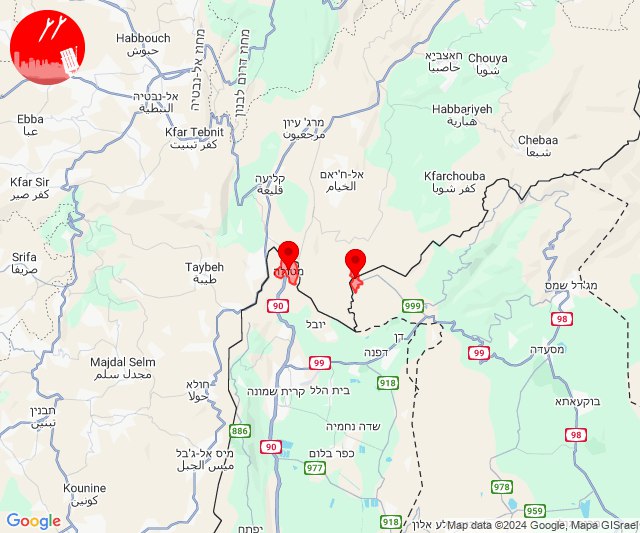 Habbouch
حبوش
מחוז אל-נבטיה
מחוז דרום לבנון
חאצביא
حاصبيا
Chouya
شويا
אל-נבטיה
النبطية
Ebba
عبا
Kfar Tebnit
كفر تبنيت
מרג' עיון
مرجعيون
Habbariyeh
هبارية
Chebaa
شبعا
Kfar Sir
كفر صير
קליעה
قليعة
אל-ח'יאם
الخيام
Kfarchouba
كفر شوبا
Srifa
صريفا
Taybeh
طيبة
מטולה
מג'דל שמס
90
999
98
יובל
דן
99
דפנה
99
מסעדה
Majdal Selm
مجدل سلم
חולא
حولا
קרית שמונה
בית הלל
918
בוקעאתא
תבנין
تبنين
886
שדה נחמיה
98
90
מיס אל-ג'בל
ميس الجبل
כפר בלום
977
Kounine
كونين
978
959
Google
יפתח
918
Map data ©2024 Google, Mapa GISrael